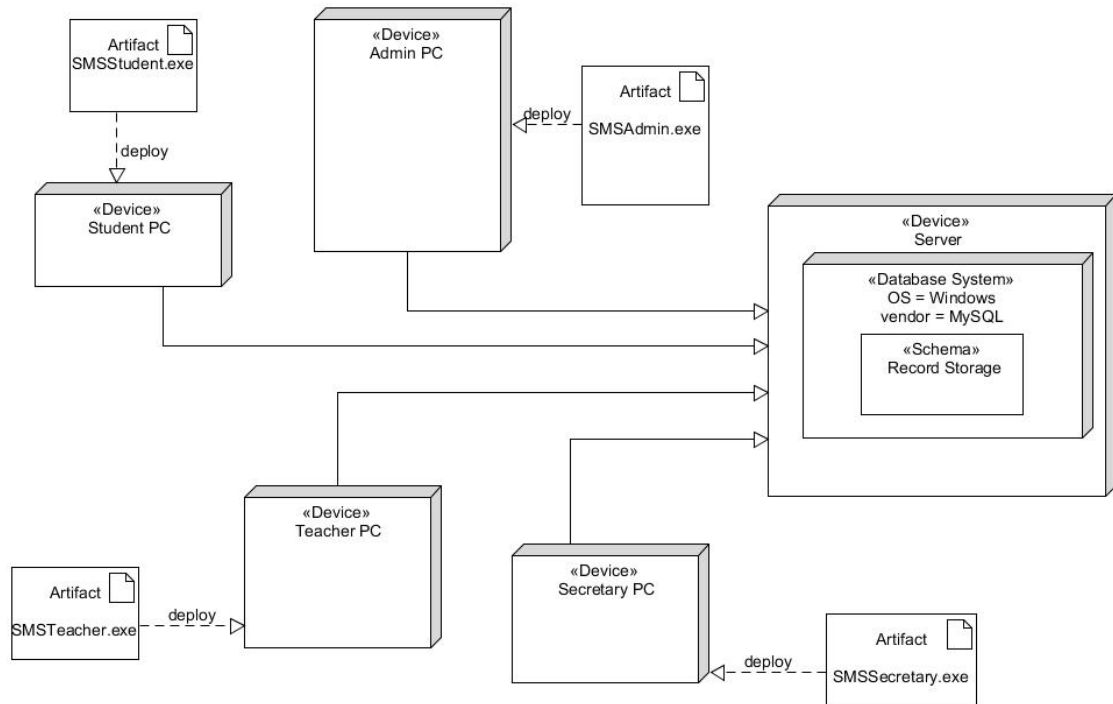 Artifact
SMSStudent.exe
deploy
«Device»
Student PC
«Device»
Admin PC
deploy
Artifact
SMSAdmin.exe
«Device»
Server
«Database System»
OS = Windows
vendor = MySQL
«Schema»
Record Storage
«Device»
Teacher PC
Artifact
SMSTeacher.exe
deploy
«Device»
Secretary PC
deploy
Artifact
SMSSecretary.exe